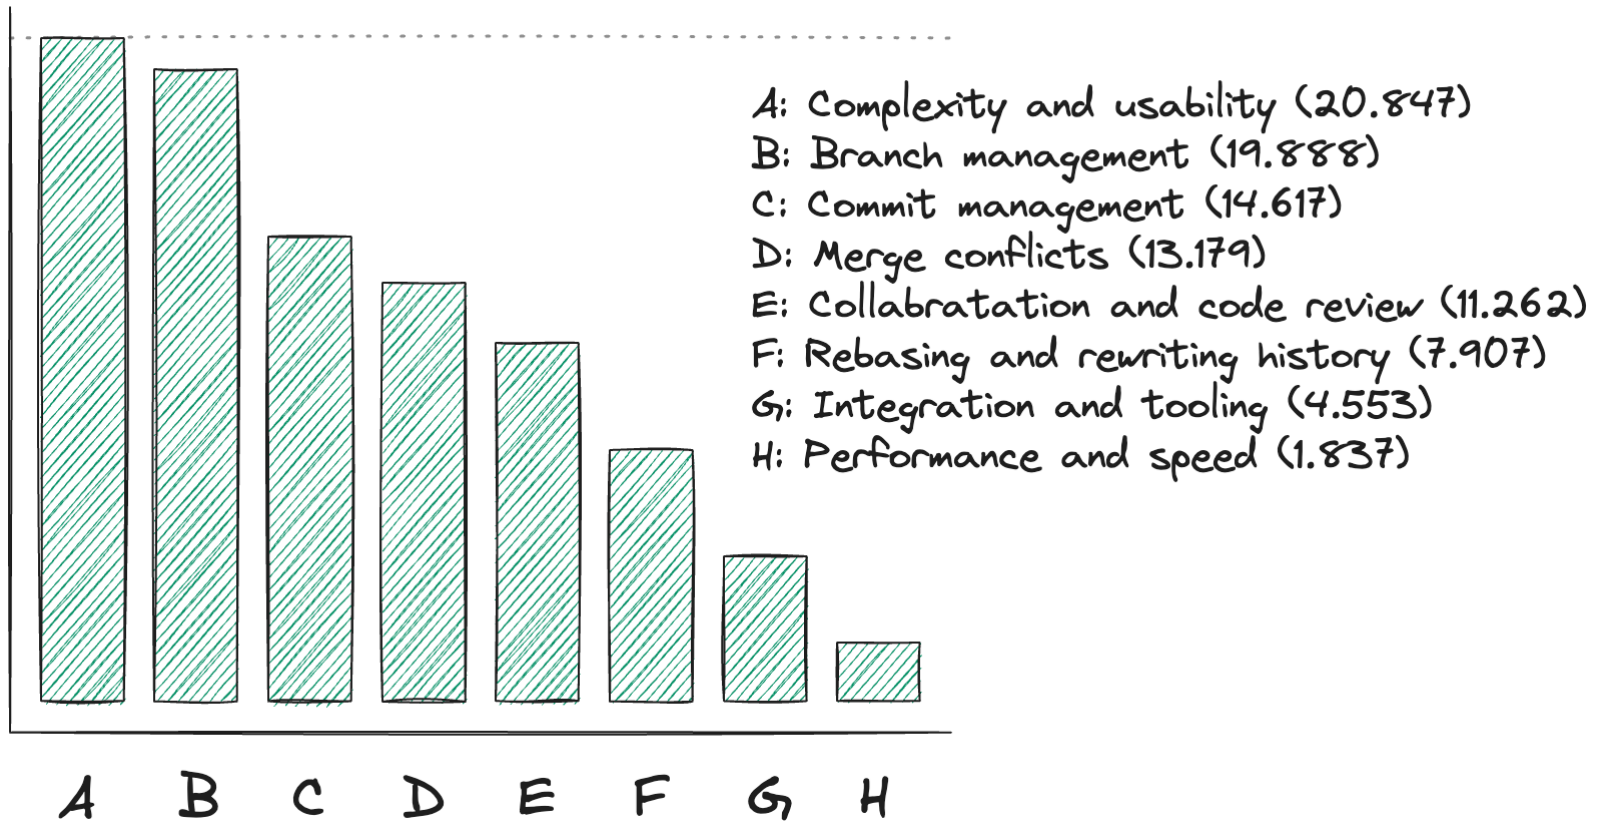 A: Complexity and usability (20.847)
B: Branch management (19.888)
C: Commit management (14.617)
D: Merge conflicts (13.179)
E: Collabratation and code review (11.262)
F: Rebasing and rewriting history (7.907)
G: Integration and tooling (4.553)
H: Performance and speed (1.837)
A B C D E F G H